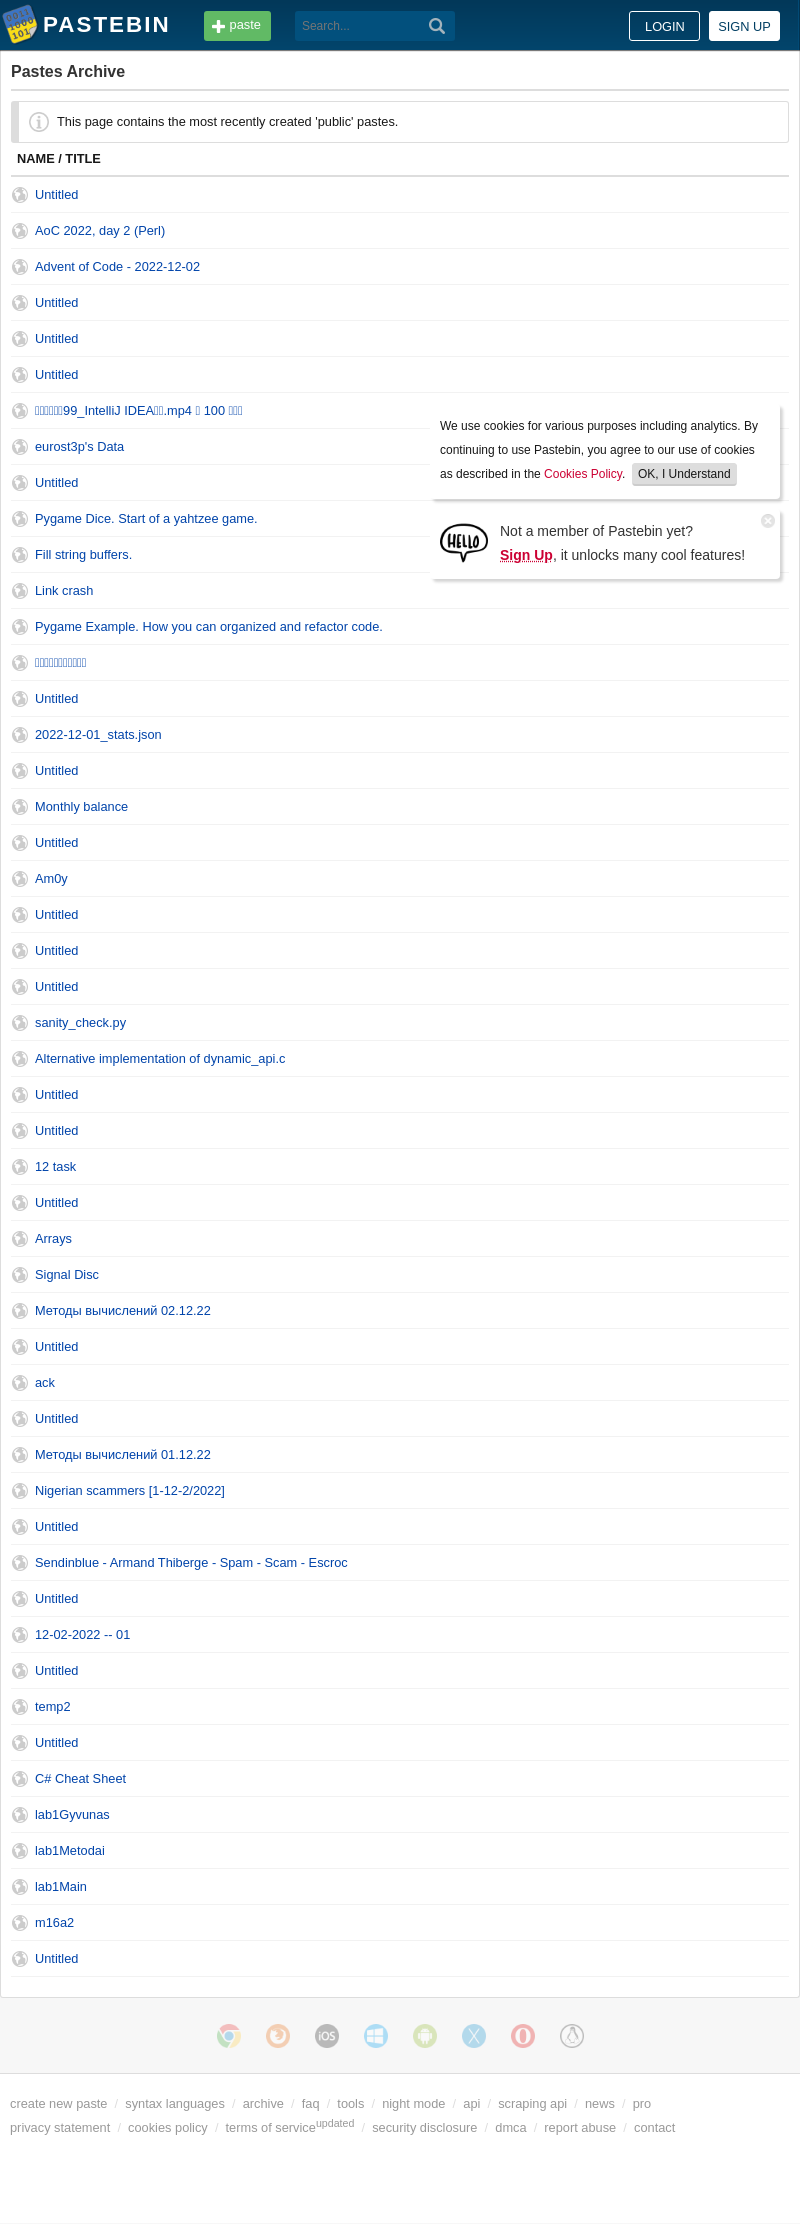 PASTEBIN
paste
Search...
LOGIN
SIGN UP
Pastes Archive
This page contains the most recently created 'public' pastes.
NAME / TITLE
Untitled
AoC 2022, day 2 (Perl)
Advent of Code - 2022-12-02
Untitled
Untitled
Untitled
99_IntelliJ IDEA .mp4 100
eurost3p's Data
Untitled
Pygame Dice. Start of a yahtzee game.
Fill string buffers.
Link crash
Pygame Example. How you can organized and refactor code.
Untitled
2022-12-01_stats.json
Untitled
Monthly balance
Untitled
Am0y
Untitled
Untitled
Untitled
sanity_check.py
Alternative implementation of dynamic_api.c
Untitled
Untitled
12 task
Untitled
Arrays
Signal Disc
Методы вычислений 02.12.22
Untitled
ack
Untitled
Методы вычислений 01.12.22
Nigerian scammers [1-12-2/2022]
Untitled
Sendinblue - Armand Thiberge - Spam - Scam - Escroc
Untitled
12-02-2022 -- 01
Untitled
temp2
Untitled
C# Cheat Sheet
lab1Gyvunas
lab1Metodai
lab1Main
m16a2
Untitled
We use cookies for various purposes including analytics. By
continuing to use Pastebin, you agree to our use of cookies
as described in the Cookies Policy. OK, I Understand
HELLO
Not a member of Pastebin yet?
Sign Up, it unlocks many cool features!
iOS
create new paste / syntax languages / archive / faq / tools / night mode / api / scraping api / news / pro
privacy statement / cookies policy / terms of service updated / security disclosure / dmca / report abuse / contact